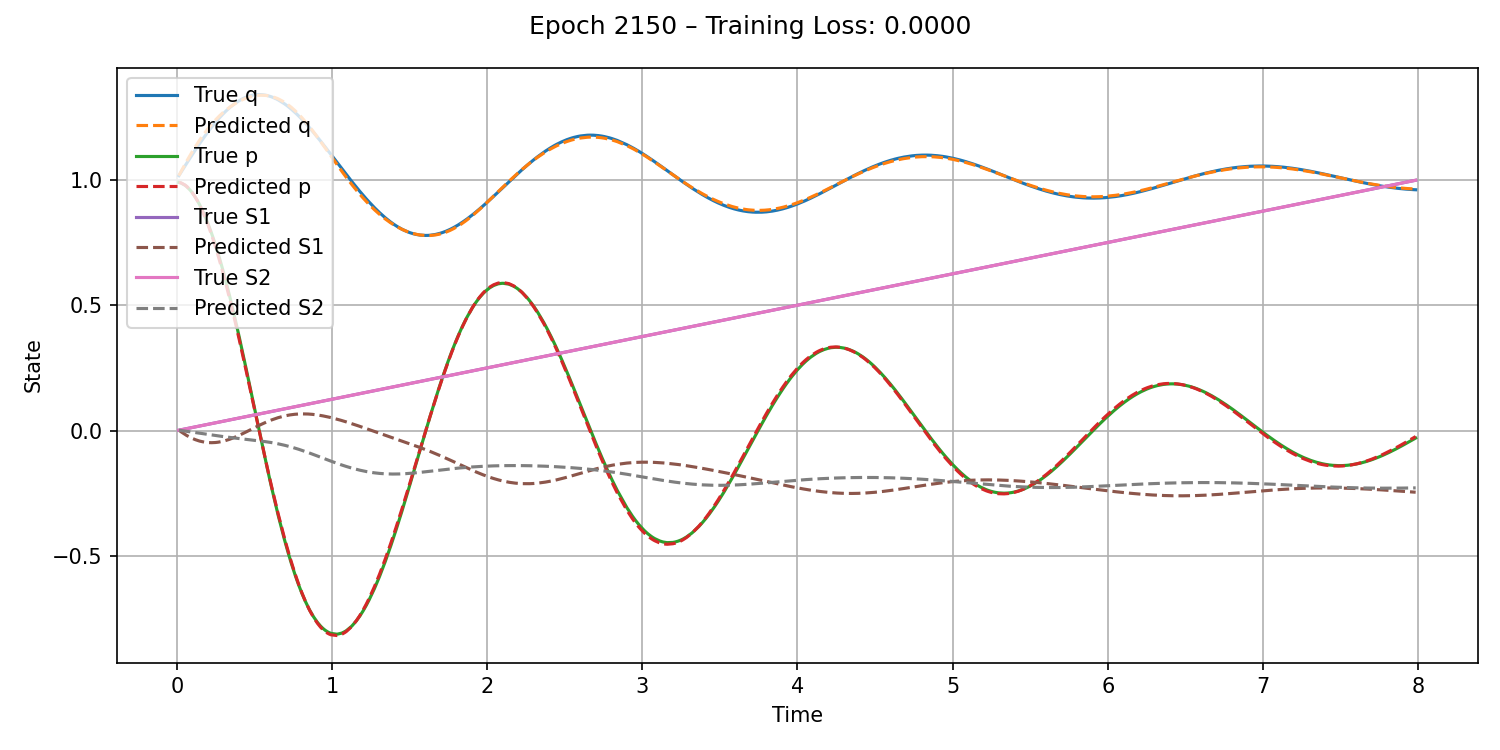 Epoch 2150 – Training Loss: 0.0000
True q
Predicted q
True p
Predicted p
True S1
Predicted S1
True S2
Predicted S2
State
1.0
0.5
0.0
−0.5
0 1 2 3 4 5 6 7 8
Time